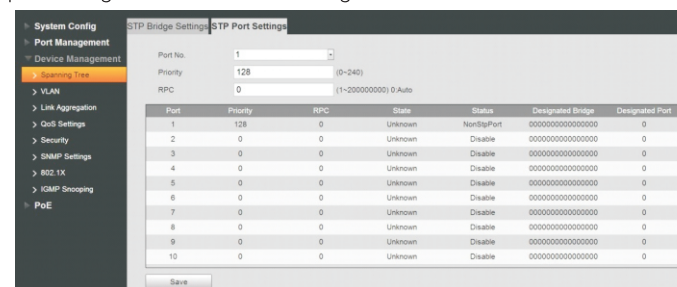 System Config
Port Management
Device Management
Spanning Tree
VLAN
Link Aggregation
QoS Settings
Security
SNMP Settings
802.1X
IGMP Snooping
PoE
STP Bridge Settings STP Port Settings
Port No. 1
Priority 128 (0~240)
RPC 0 (1~200000000) 0:Auto
Port Priority RPC State Status Designated Bridge Designated Port
1 128 0 Unknown NonStpPort 0000000000000000 0
2 0 0 Unknown Disable 0000000000000000 0
3 0 0 Unknown Disable 0000000000000000 0
4 0 0 Unknown Disable 0000000000000000 0
5 0 0 Unknown Disable 0000000000000000 0
6 0 0 Unknown Disable 0000000000000000 0
7 0 0 Unknown Disable 0000000000000000 0
8 0 0 Unknown Disable 0000000000000000 0
9 0 0 Unknown Disable 0000000000000000 0
10 0 0 Unknown Disable 0000000000000000 0
Save